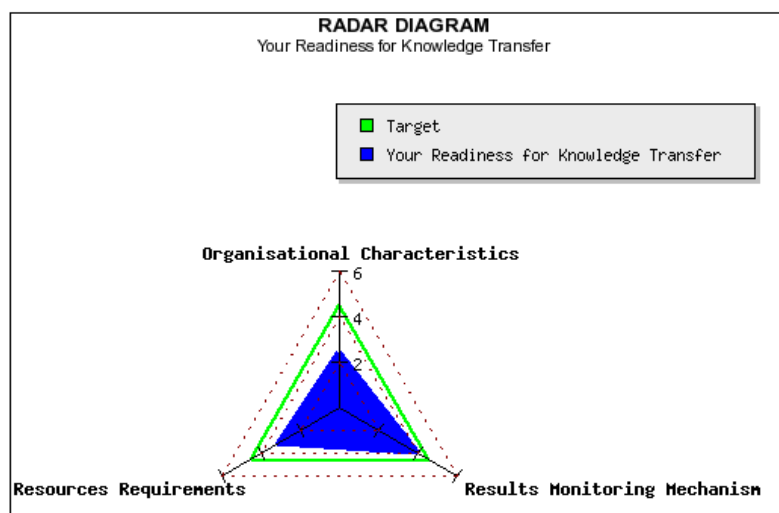 RADAR DIAGRAM
Your Readiness for Knowledge Transfer
Target
Your Readiness for Knowledge Transfer
Organisational Characteristics
6
4
2
Resources Requirements
Results Monitoring Mechanism